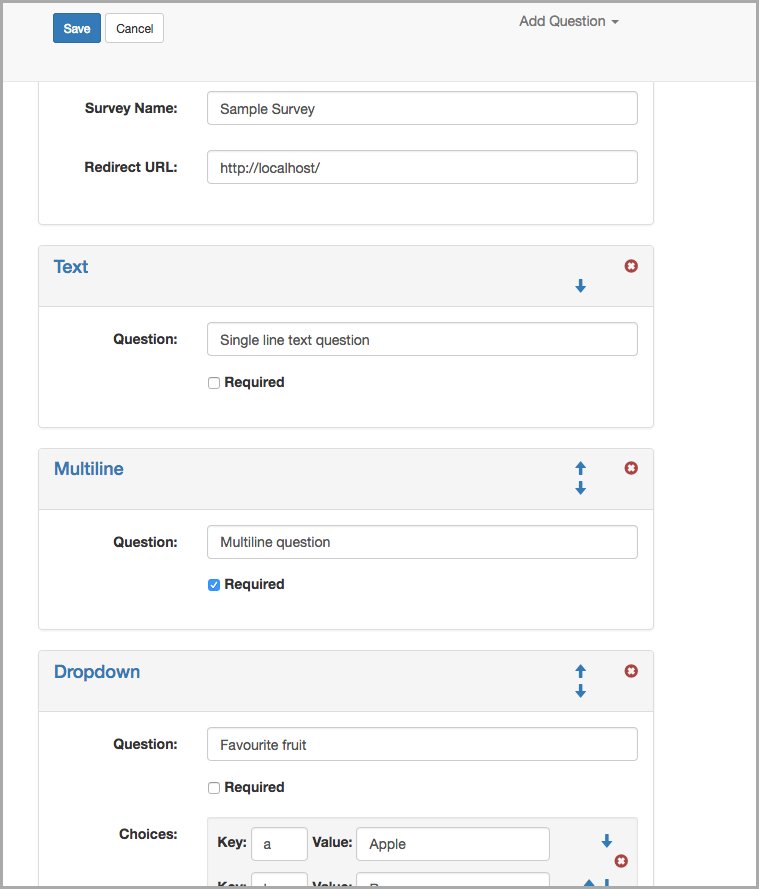 Save Cancel Add Question
Survey Name: Sample Survey
Redirect URL: http://localhost/
Text
Question: Single line text question
Required
Multiline
Question: Multiline question
Required
Dropdown
Question: Favourite fruit
Required
Choices: Key: a Value: Apple